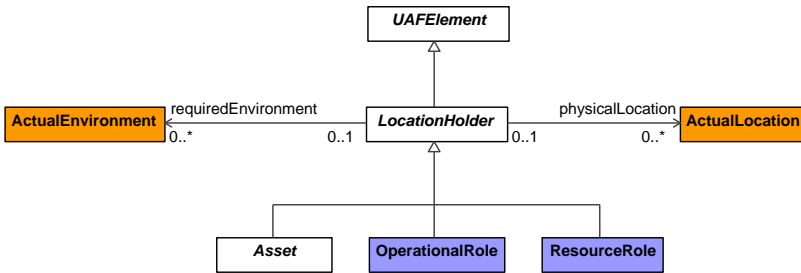 UAFElement
requiredEnvironment
physicalLocation
ActualEnvironment
LocationHolder
ActualLocation
0..*
0..1
0..1
0..*
Asset
OperationalRole
ResourceRole